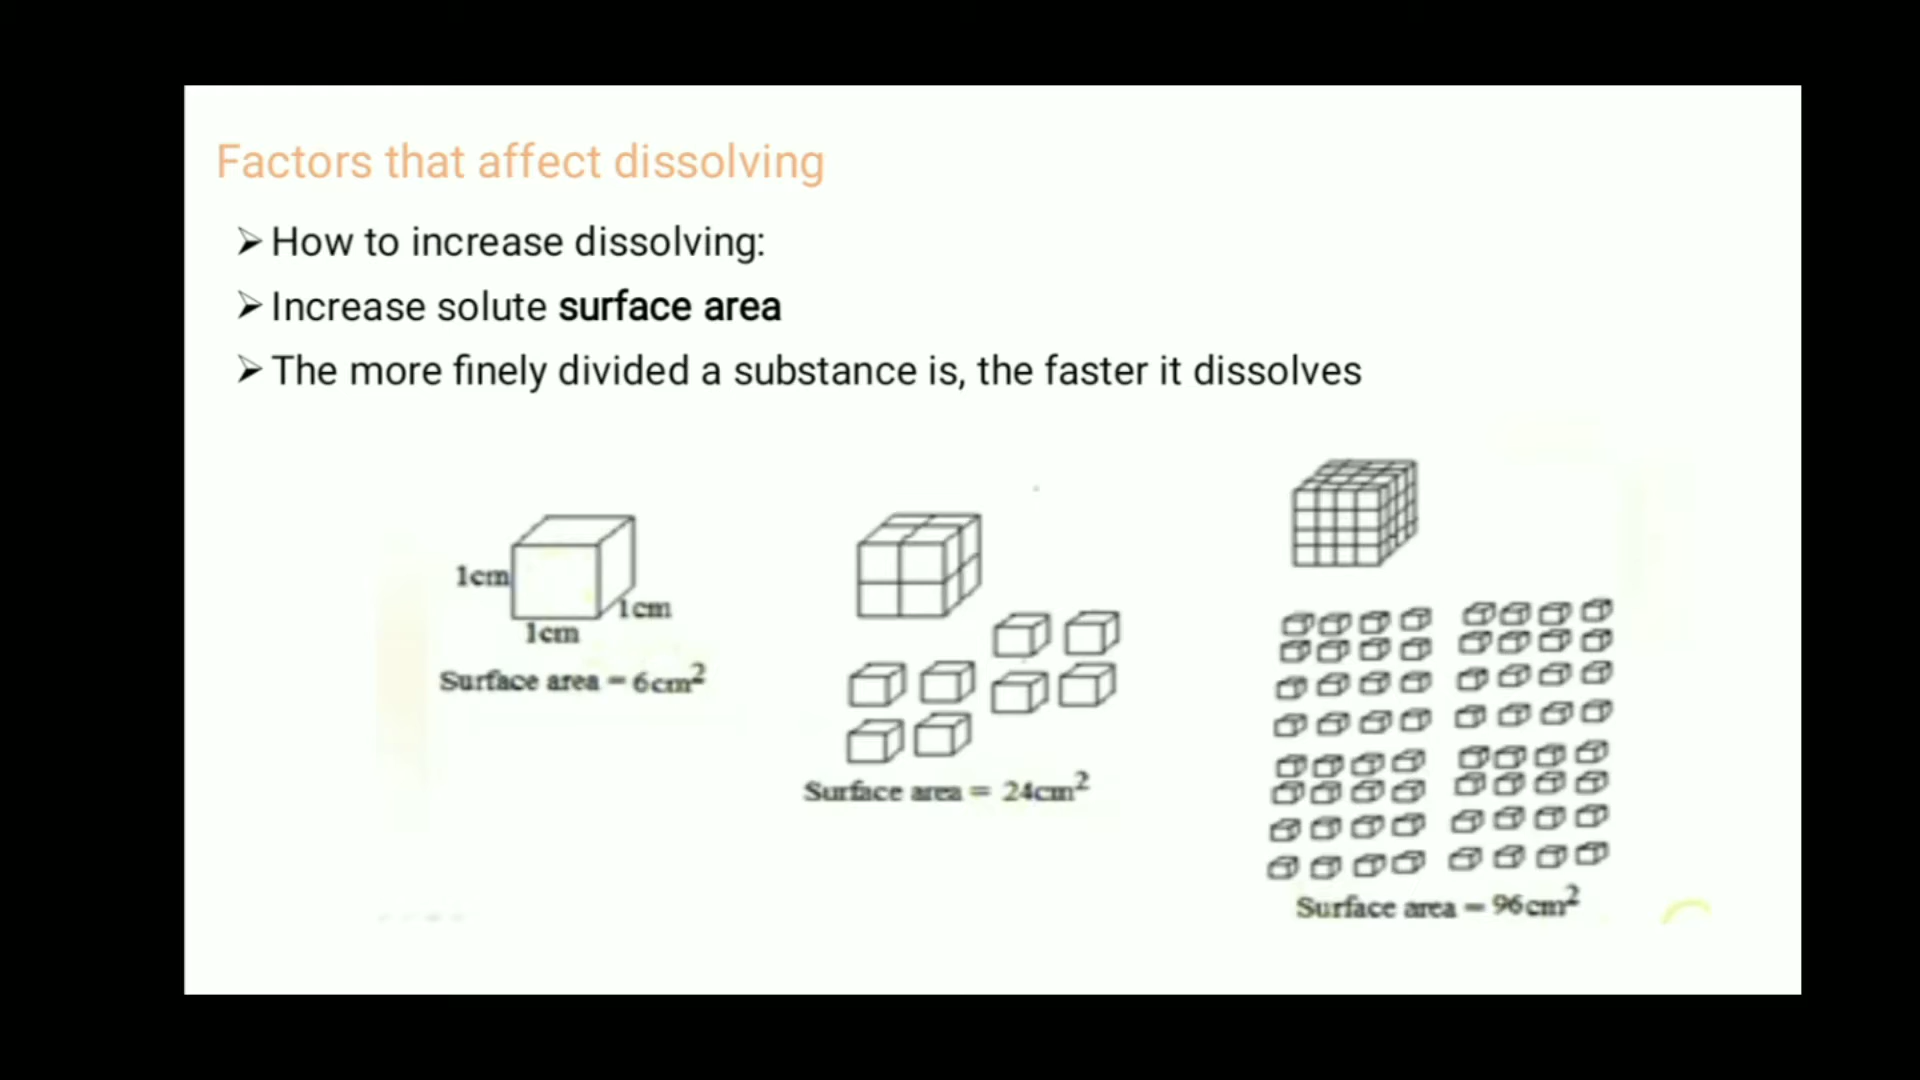 Factors that affect dissolving
➢ How to increase dissolving:
➢ Increase solute surface area
➢ The more finely divided a substance is, the faster it dissolves
1cm
1cm
1cm
Surface area = 6cm²
Surface area = 24cm²
Surface area = 96cm²